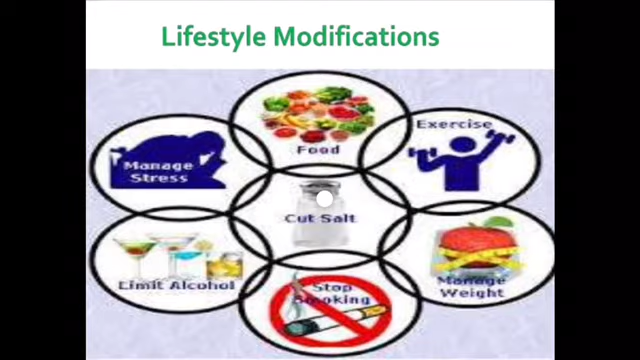 Lifestyle Modifications
Food
Exercise
Manage
Stress
Cut Salt
Limit Alcohol
Stop
Smoking
Manage
Weight